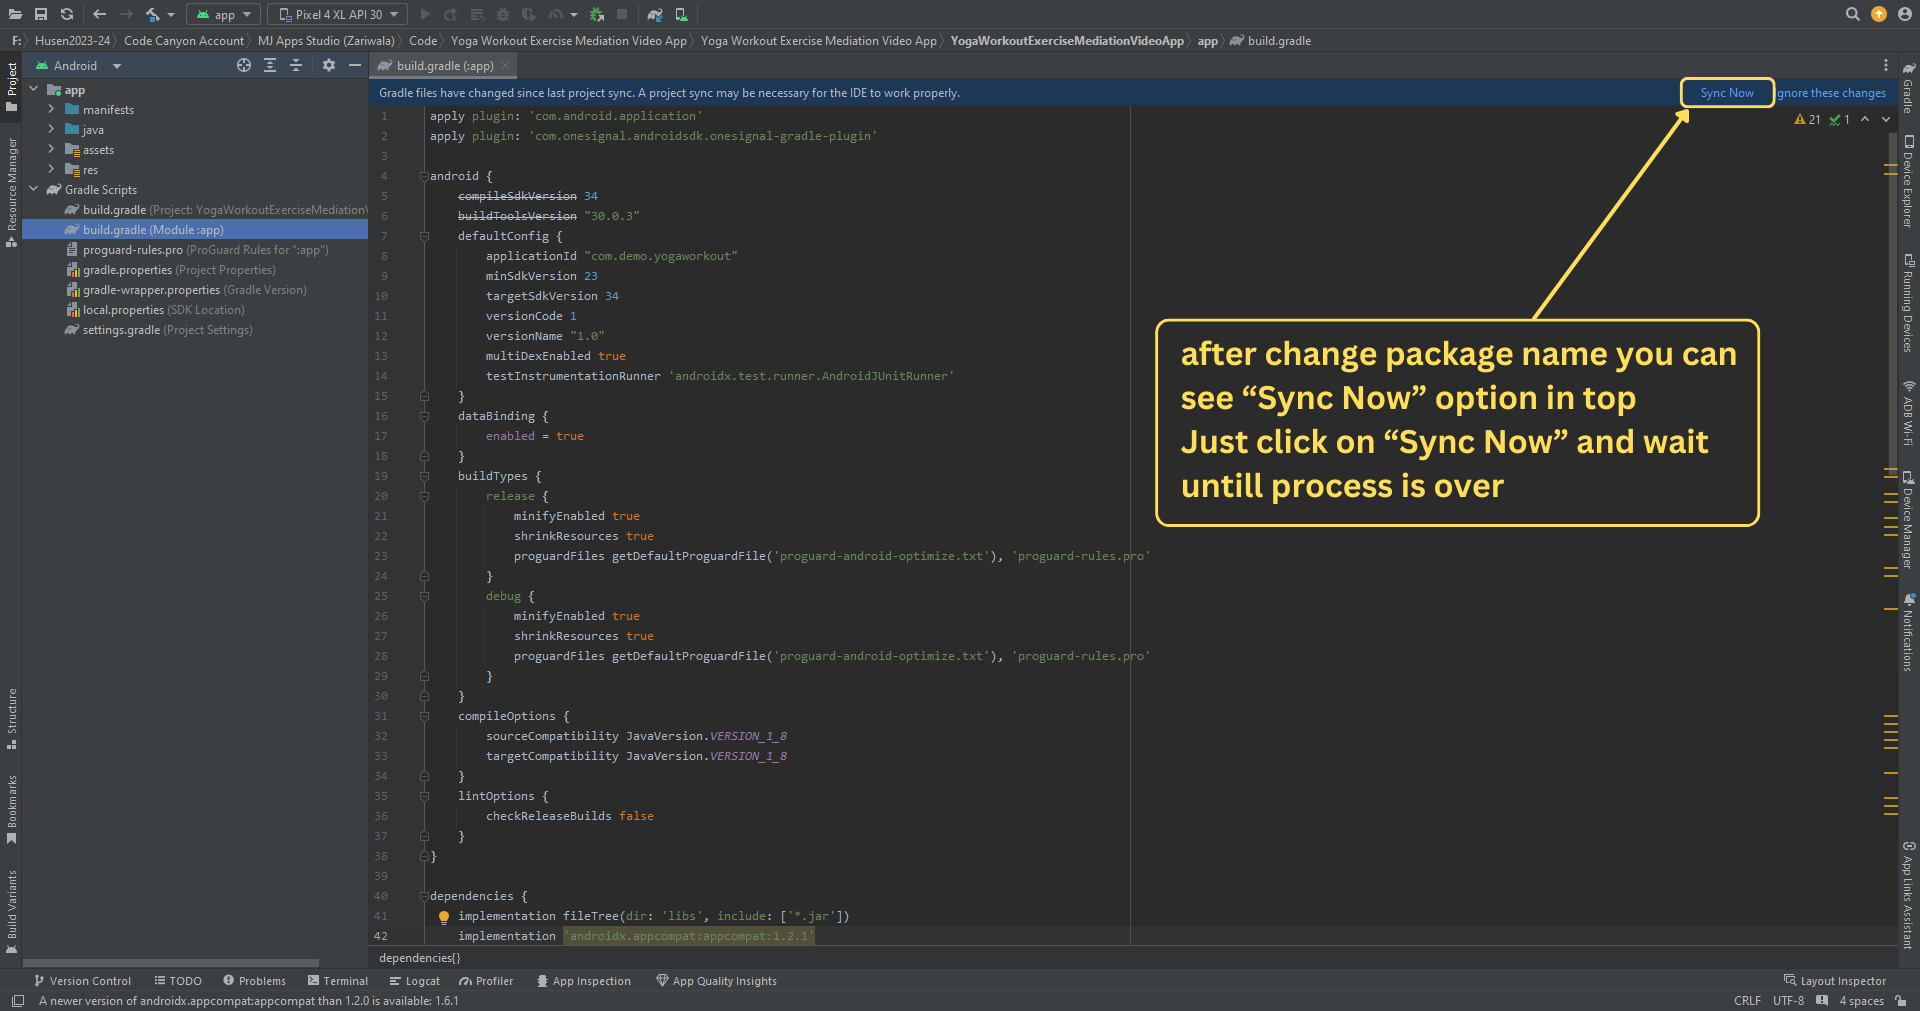 app
Pixel 4 XL API 30
F: Husen2023-24 Code Canyon Account MJ Apps Studio (Zariwala) Code Yoga Workout Exercise Mediation Video App Yoga Workout Exercise Mediation Video App YogaWorkoutExerciseMediationVideoApp app build.gradle
Project
Resource Manager
Structure
Bookmarks
Build Variants
Android
app
manifests
java
assets
res
Gradle Scripts
build.gradle (Project: YogaWorkoutExerciseMediationV
build.gradle (Module :app)
proguard-rules.pro (ProGuard Rules for ":app")
gradle.properties (Project Properties)
gradle-wrapper.properties (Gradle Version)
local.properties (SDK Location)
settings.gradle (Project Settings)
build.gradle (:app)
Gradle files have changed since last project sync. A project sync may be necessary for the IDE to work properly.
Sync Now
gnore these changes
21 1
1 apply plugin: 'com.android.application'
2 apply plugin: 'com.onesignal.androidsdk.onesignal-gradle-plugin'
3
4 android {
5 compileSdkVersion 34
6 buildToolsVersion "30.0.3"
7 defaultConfig {
8 applicationId "com.demo.yogaworkout"
9 minSdkVersion 23
10 targetSdkVersion 34
11 versionCode 1
12 versionName "1.0"
13 multiDexEnabled true
14 testInstrumentationRunner 'androidx.test.runner.AndroidJUnitRunner'
15 }
16 dataBinding {
17 enabled = true
18 }
19 buildTypes {
20 release {
21 minifyEnabled true
22 shrinkResources true
23 proguardFiles getDefaultProguardFile('proguard-android-optimize.txt'), 'proguard-rules.pro'
24 }
25 debug {
26 minifyEnabled true
27 shrinkResources true
28 proguardFiles getDefaultProguardFile('proguard-android-optimize.txt'), 'proguard-rules.pro'
29 }
30 }
31 compileOptions {
32 sourceCompatibility JavaVersion.VERSION_1_8
33 targetCompatibility JavaVersion.VERSION_1_8
34 }
35 lintOptions {
36 checkReleaseBuilds false
37 }
38 }
39
40 dependencies {
41 implementation fileTree(dir: 'libs', include: ['*.jar'])
42 implementation 'androidx.appcompat:appcompat:1.2.1'
dependencies{}
after change package name you can
see “Sync Now” option in top
Just click on “Sync Now” and wait
untill process is over
Gradle
Device Explorer
Running Devices
ADB Wi-Fi
Device Manager
Notifications
App Links Assistant
Version Control
TODO
Problems
Terminal
Logcat
Profiler
App Inspection
App Quality Insights
Layout Inspector
A newer version of androidx.appcompat:appcompat than 1.2.0 is available: 1.6.1
CRLF UTF-8 4 spaces